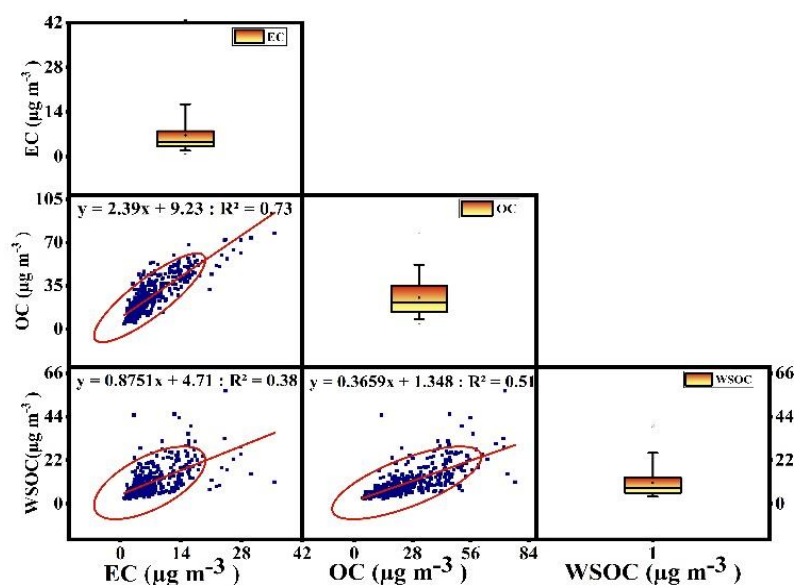 42
28
14
0
EC (µg m⁻³)
EC
105
70
35
0
OC (µg m⁻³)
y = 2.39x + 9.23 : R² = 0.73
OC
66
44
22
0
WSOC(µg m⁻³)
y = 0.8751x + 4.71 : R² = 0.38
y = 0.3659x + 1.348 : R² = 0.51
WSOC
66
44
22
0
0 14 28 42
0 28 56 84
1
EC (µg m⁻³) OC (µg m⁻³) WSOC (µg m⁻³)